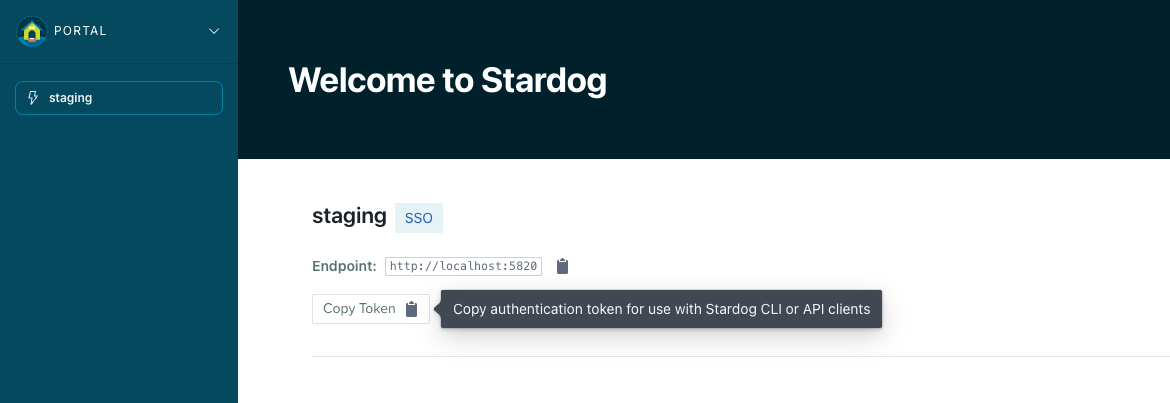 PORTAL
staging
Welcome to Stardog
staging SSO
Endpoint: http://localhost:5820
Copy Token Copy authentication token for use with Stardog CLI or API clients